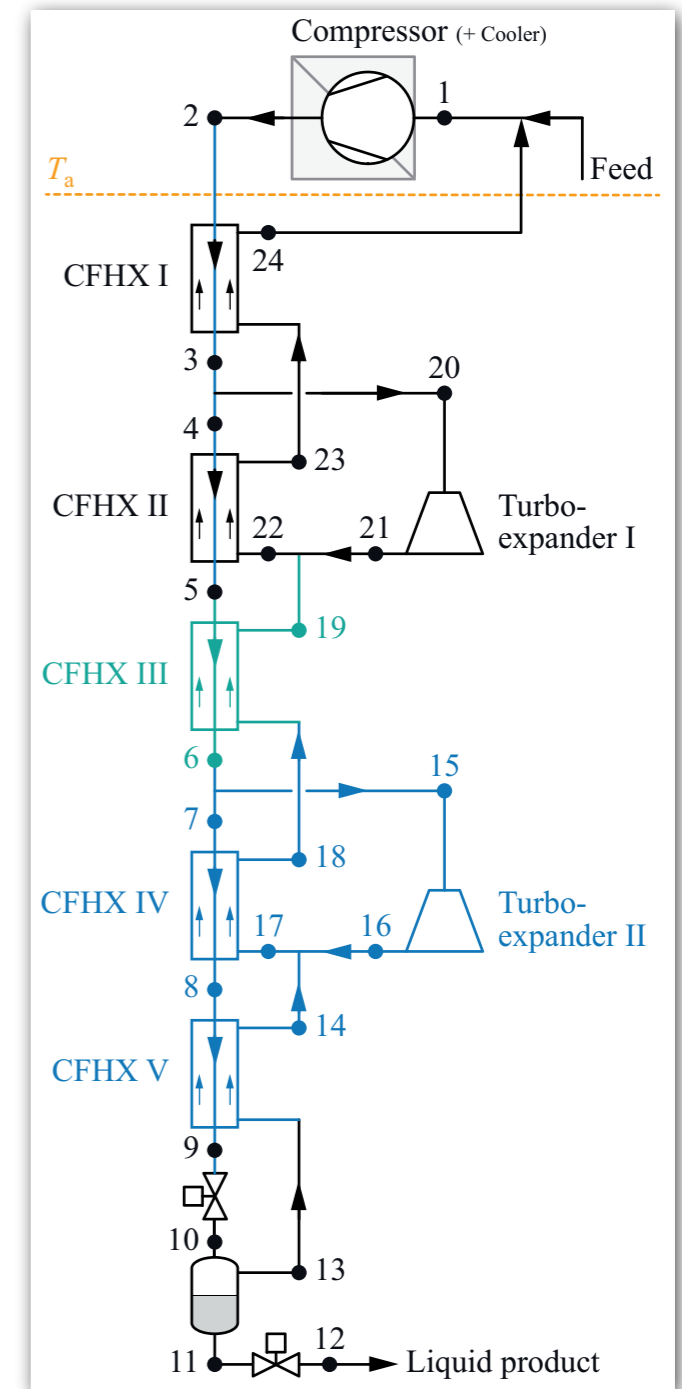 Compressor (+ Cooler)
2
1
Tₐ
Feed
24
CFHX I
3
20
4
23
CFHX II
22
21
Turbo-
expander I
5
19
CFHX III
6
15
7
18
CFHX IV
17
16
Turbo-
expander II
8
14
CFHX V
9
10
13
11
12
Liquid product